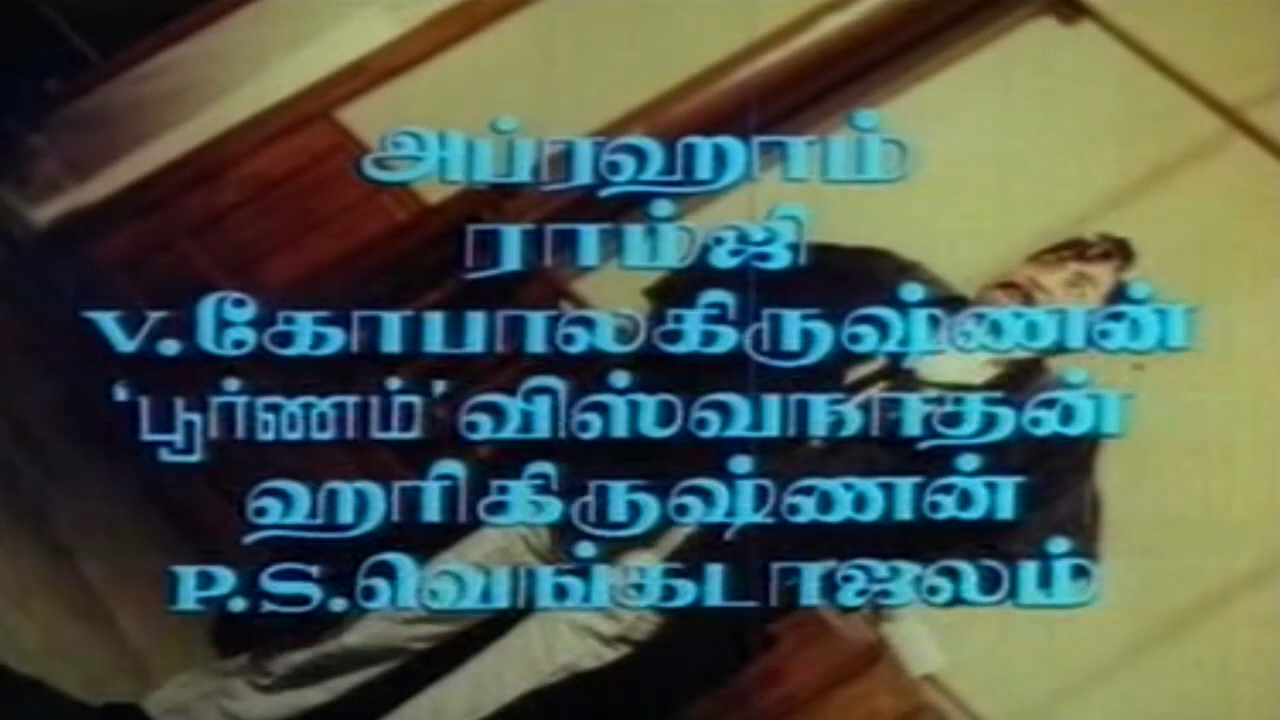 அப்ரஹாம்
ராம்ஜி
V.கோபாலகிருஷ்ணன்
'பூர்ணம்' விஸ்வநாதன்
ஹரிகிருஷ்ணன்
P.S.வெங்கடாஜலம்